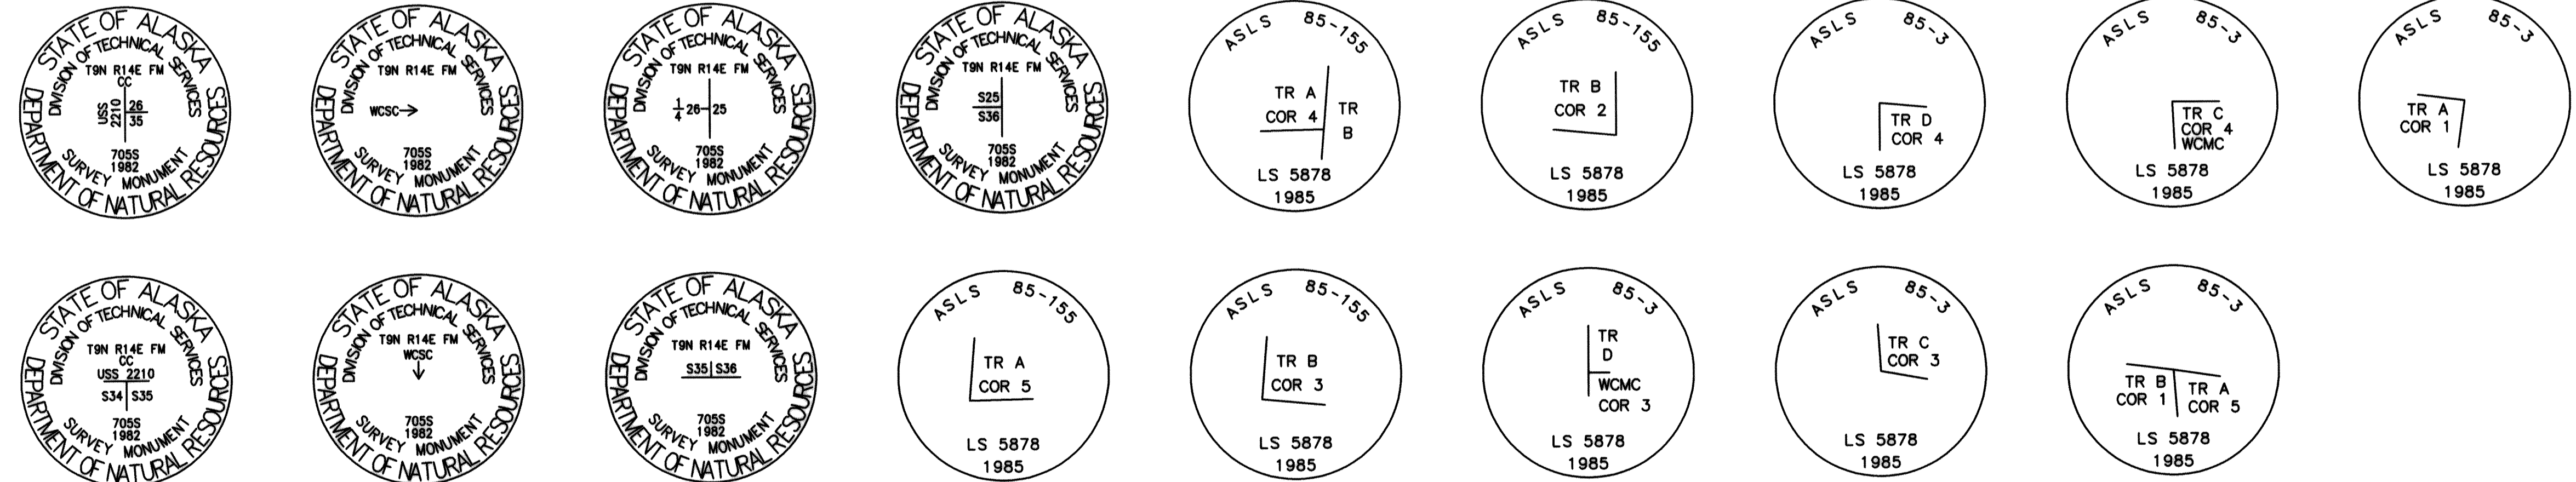 STATE OF ALASKA
DIVISION OF TECHNICAL SERVICES
T9N R14E FM
CC
USS 2210
26
35
705S
1982
SURVEY MONUMENT
DEPARTMENT OF NATURAL RESOURCES
STATE OF ALASKA
DIVISION OF TECHNICAL SERVICES
T9N R14E FM
WCSC→
705S
1982
SURVEY MONUMENT
DEPARTMENT OF NATURAL RESOURCES
STATE OF ALASKA
DIVISION OF TECHNICAL SERVICES
T9N R14E FM
1/4 26 25
705S
1982
SURVEY MONUMENT
DEPARTMENT OF NATURAL RESOURCES
STATE OF ALASKA
DIVISION OF TECHNICAL SERVICES
T9N R14E FM
S25
S36
705S
1982
SURVEY MONUMENT
DEPARTMENT OF NATURAL RESOURCES
ASLS 85-155
TR A
COR 4
TR
B
LS 5878
1985
ASLS 85-155
TR B
COR 2
LS 5878
1985
ASLS 85-3
TR D
COR 4
LS 5878
1985
ASLS 85-3
TR C
COR 4
WCMC
LS 5878
1985
ASLS 85-3
TR A
COR 1
LS 5878
1985
STATE OF ALASKA
DIVISION OF TECHNICAL SERVICES
T9N R14E FM
CC
USS 2210
S34 S35
705S
1982
SURVEY MONUMENT
DEPARTMENT OF NATURAL RESOURCES
STATE OF ALASKA
DIVISION OF TECHNICAL SERVICES
T9N R14E FM
WCSC
↓
705S
1982
SURVEY MONUMENT
DEPARTMENT OF NATURAL RESOURCES
STATE OF ALASKA
DIVISION OF TECHNICAL SERVICES
T9N R14E FM
S35 S36
705S
1982
SURVEY MONUMENT
DEPARTMENT OF NATURAL RESOURCES
ASLS 85-155
TR A
COR 5
LS 5878
1985
ASLS 85-155
TR B
COR 3
LS 5878
1985
ASLS 85-3
TR
D
WCMC
COR 3
LS 5878
1985
ASLS 85-3
TR C
COR 3
LS 5878
1985
ASLS 85-3
TR B
COR 1
TR A
COR 5
LS 5878
1985